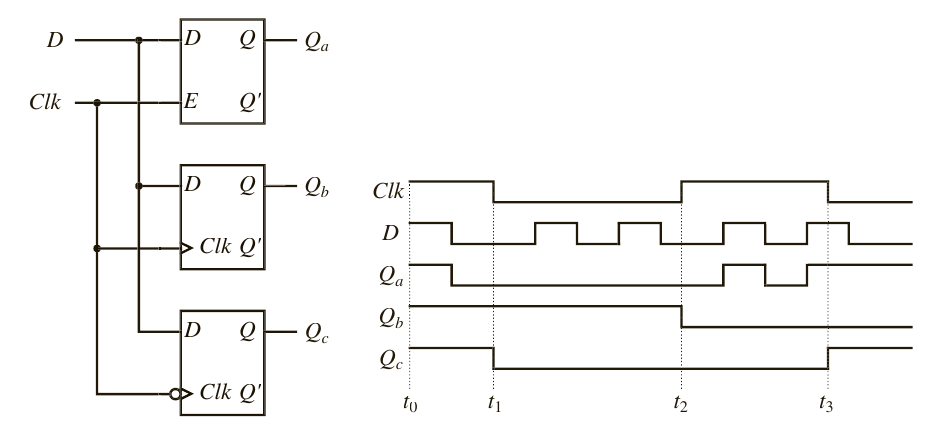 D
D Q
Q_a
Clk
E Q′
D Q
Q_b
Clk Q′
D Q
Q_c
Clk Q′
Clk
D
Q_a
Q_b
Q_c
t_0 t_1 t_2 t_3